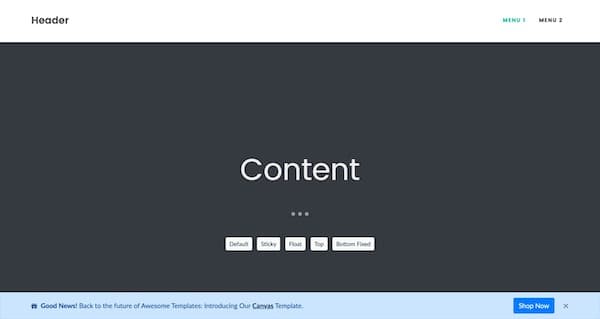 Header
MENU 1 MENU 2
Content
Default Sticky Float Top Bottom Fixed
Good News! Back to the future of Awesome Templates: Introducing Our Canvas Template. Shop Now ×